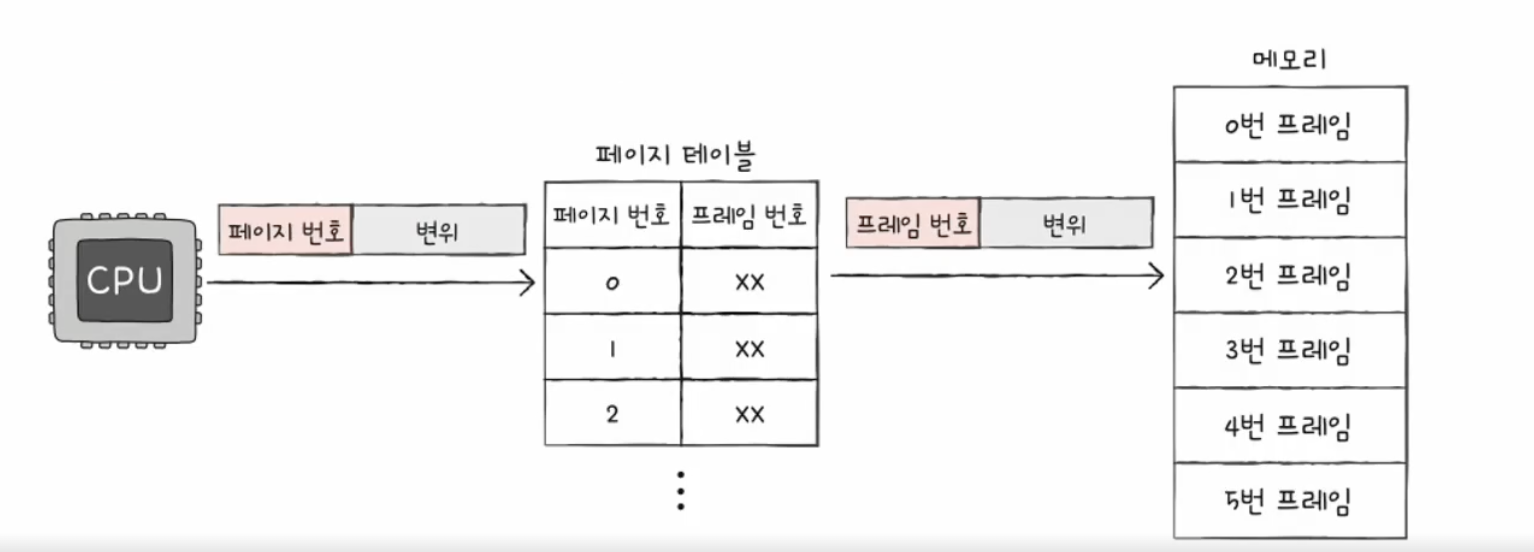 메모리
0번 프레임
페이지 테이블
1번 프레임
페이지 번호 변위
페이지 번호 프레임 번호
프레임 번호 변위
CPU
0 XX
2번 프레임
1 XX
3번 프레임
2 XX
4번 프레임
5번 프레임